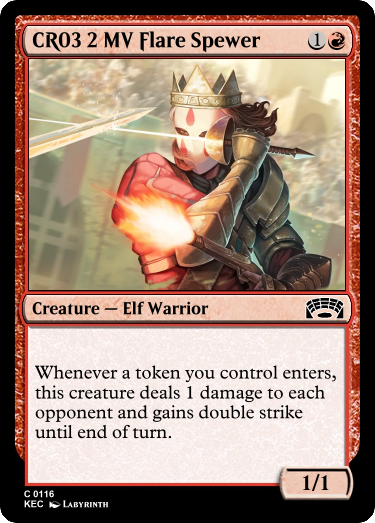 CR03 2 MV Flare Spewer 1
Creature — Elf Warrior
Whenever a token you control enters,
this creature deals 1 damage to each
opponent and gains double strike
until end of turn.
1/1
C 0116
KEC Labyrinth